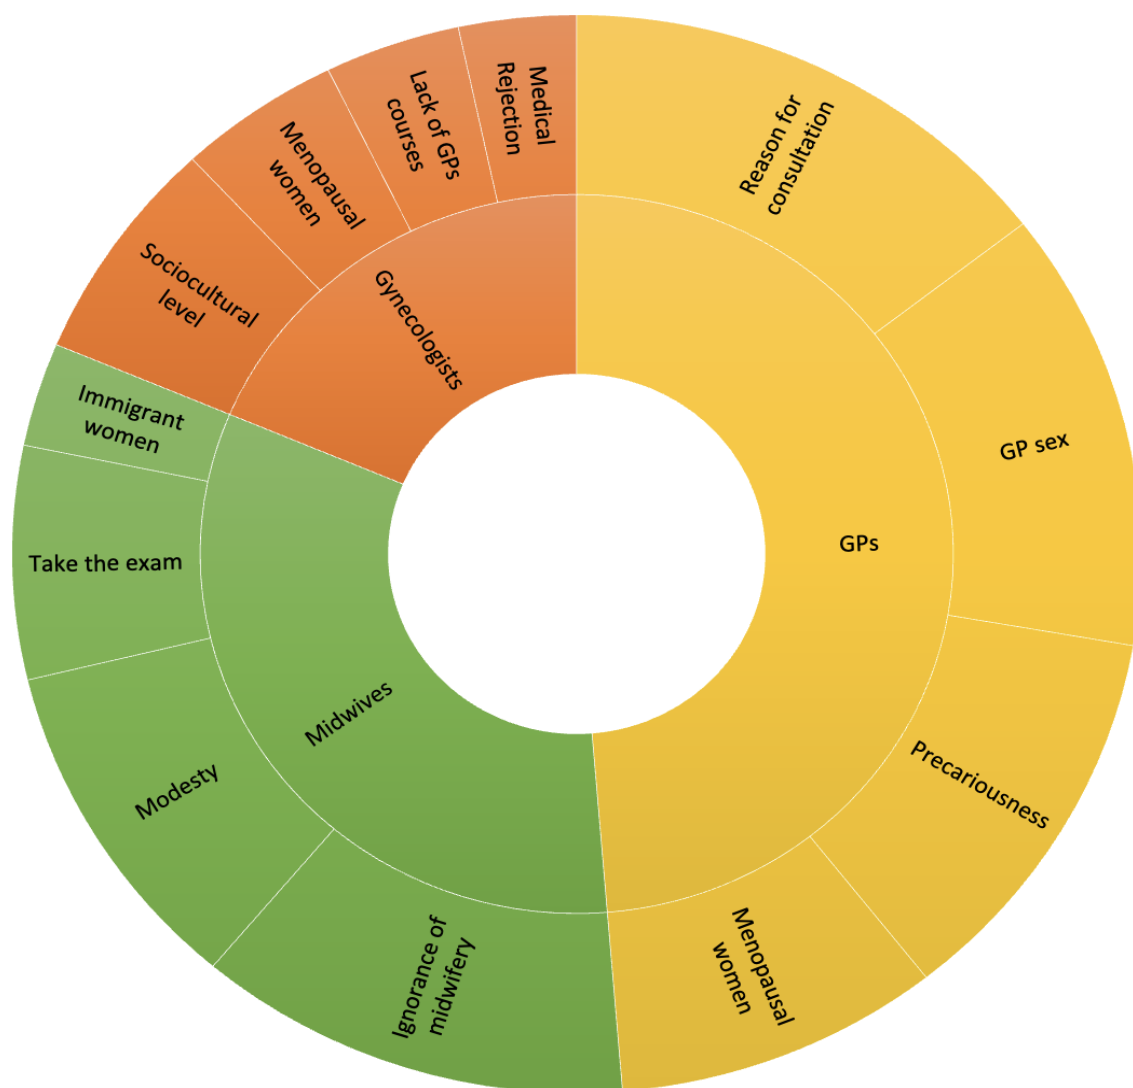 Reason for
consultation
GP sex
Precariousness
Menopausal
women
GPs
Ignorance of
midwifery
Modesty
Take the exam
Immigrant
women
Midwives
Sociocultural
level
Menopausal
women
Lack of GPs
courses
Medical
Rejection
Gynecologists